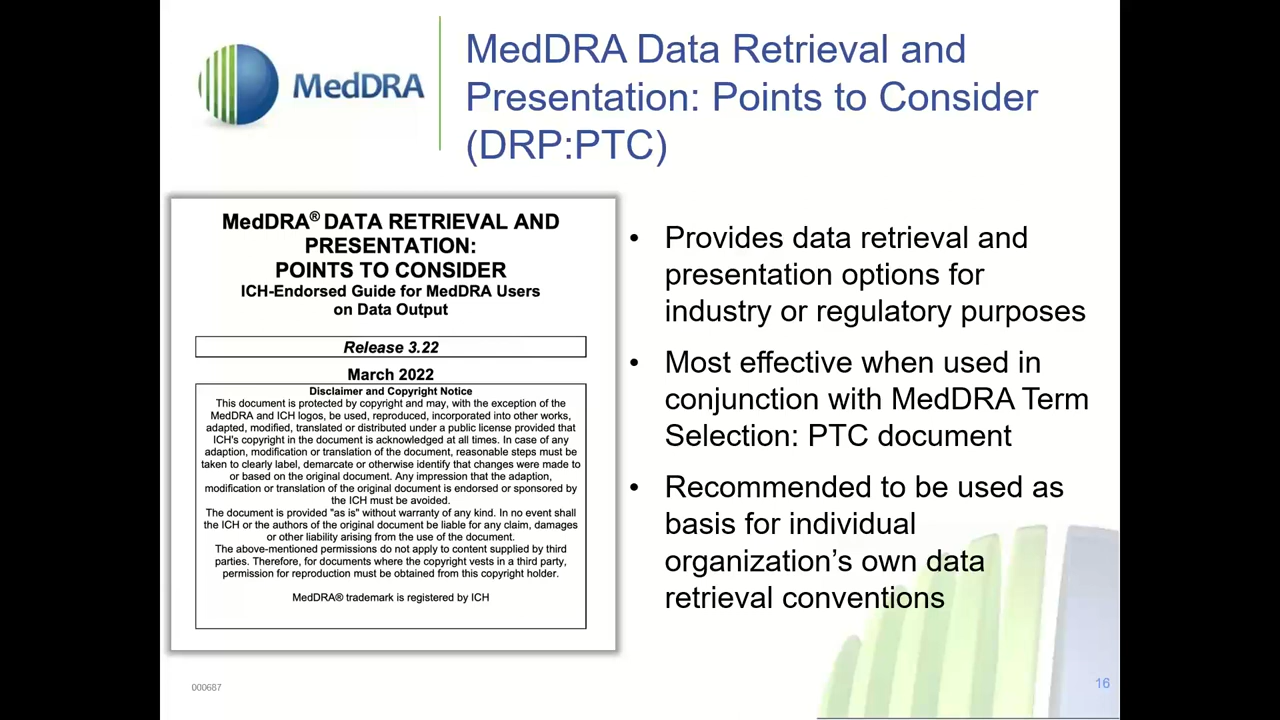 MedDRA
MedDRA Data Retrieval and
Presentation: Points to Consider
(DRP:PTC)
MedDRA® DATA RETRIEVAL AND
PRESENTATION:
POINTS TO CONSIDER
ICH-Endorsed Guide for MedDRA Users
on Data Output
Release 3.22
March 2022
Disclaimer and Copyright Notice
This document is protected by copyright and may, with the exception of the
MedDRA and ICH logos, be used, reproduced, incorporated into other works,
adapted, modified, translated or distributed under a public license provided that
ICH's copyright in the document is acknowledged at all times. In case of any
adaption, modification or translation of the document, reasonable steps must be
taken to clearly label, demarcate or otherwise identify that changes were made to
or based on the original document. Any impression that the adaption,
modification or translation of the original document is endorsed or sponsored by
the ICH must be avoided.
The document is provided "as is" without warranty of any kind. In no event shall
the ICH or the authors of the original document be liable for any claim, damages
or other liability arising from the use of the document.
The above-mentioned permissions do not apply to content supplied by third
parties. Therefore, for documents where the copyright vests in a third party,
permission for reproduction must be obtained from this copyright holder.
MedDRA® trademark is registered by ICH
• Provides data retrieval and
presentation options for
industry or regulatory purposes
• Most effective when used in
conjunction with MedDRA Term
Selection: PTC document
• Recommended to be used as
basis for individual
organization’s own data
retrieval conventions
000687
16